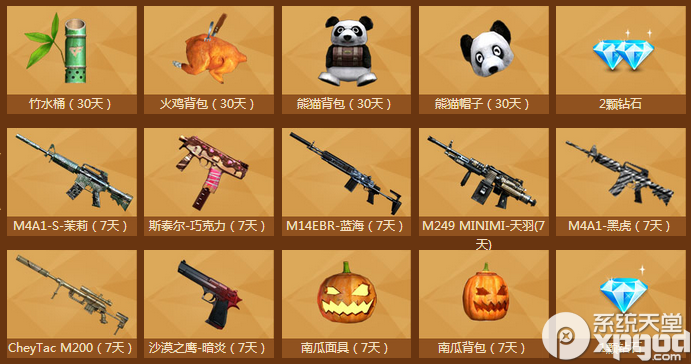 竹水桶（30天）
火鸡背包（30天）
熊猫背包（30天）
熊猫帽子（30天）
2颗钻石
M4A1-S-茉莉（7天）
斯泰尔-巧克力（7天）
M14EBR-蓝海（7天）
M249 MINIMI-天羽(7
天)
M4A1-黑虎（7天）
CheyTac M200（7天）
沙漠之鹰-暗炎（7天）
南瓜面具（7天）
南瓜背包（7天）
系统天堂
xpgod.com